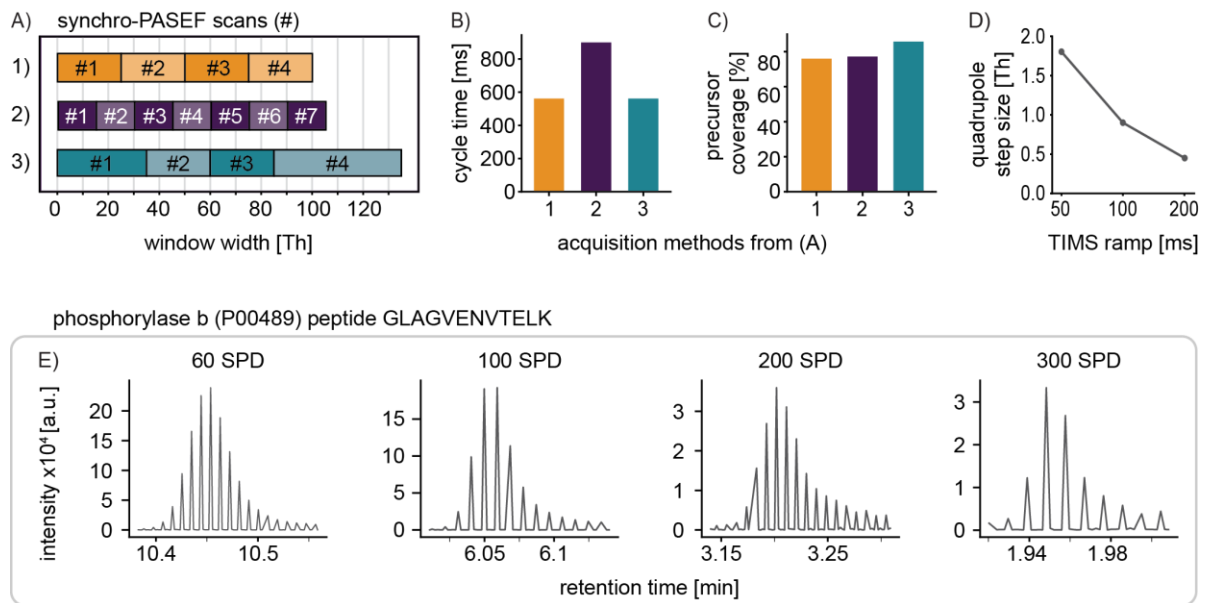 A) synchro-PASEF scans (#)
1) #1 #2 #3 #4
2) #1 #2 #3 #4 #5 #6 #7
3) #1 #2 #3 #4
0 20 40 60 80 100 120
window width [Th]
B)
cycle time [ms]
800
600
400
200
0
1 2 3
C)
precursor
coverage [%]
80
60
40
20
0
1 2 3
acquisition methods from (A)
D)
quadrupole
step size [Th]
2.0
1.5
1.0
0.5
0.0
50 100 200
TIMS ramp [ms]
phosphorylase b (P00489) peptide GLAGVENVTELK
E)
intensity x10⁴ [a.u.]
60 SPD
20
15
10
5
0
10.4 10.5
100 SPD
15
10
5
0
6.05 6.1
200 SPD
3
2
1
0
3.15 3.25
300 SPD
3
2
1
0
1.94 1.98
retention time [min]